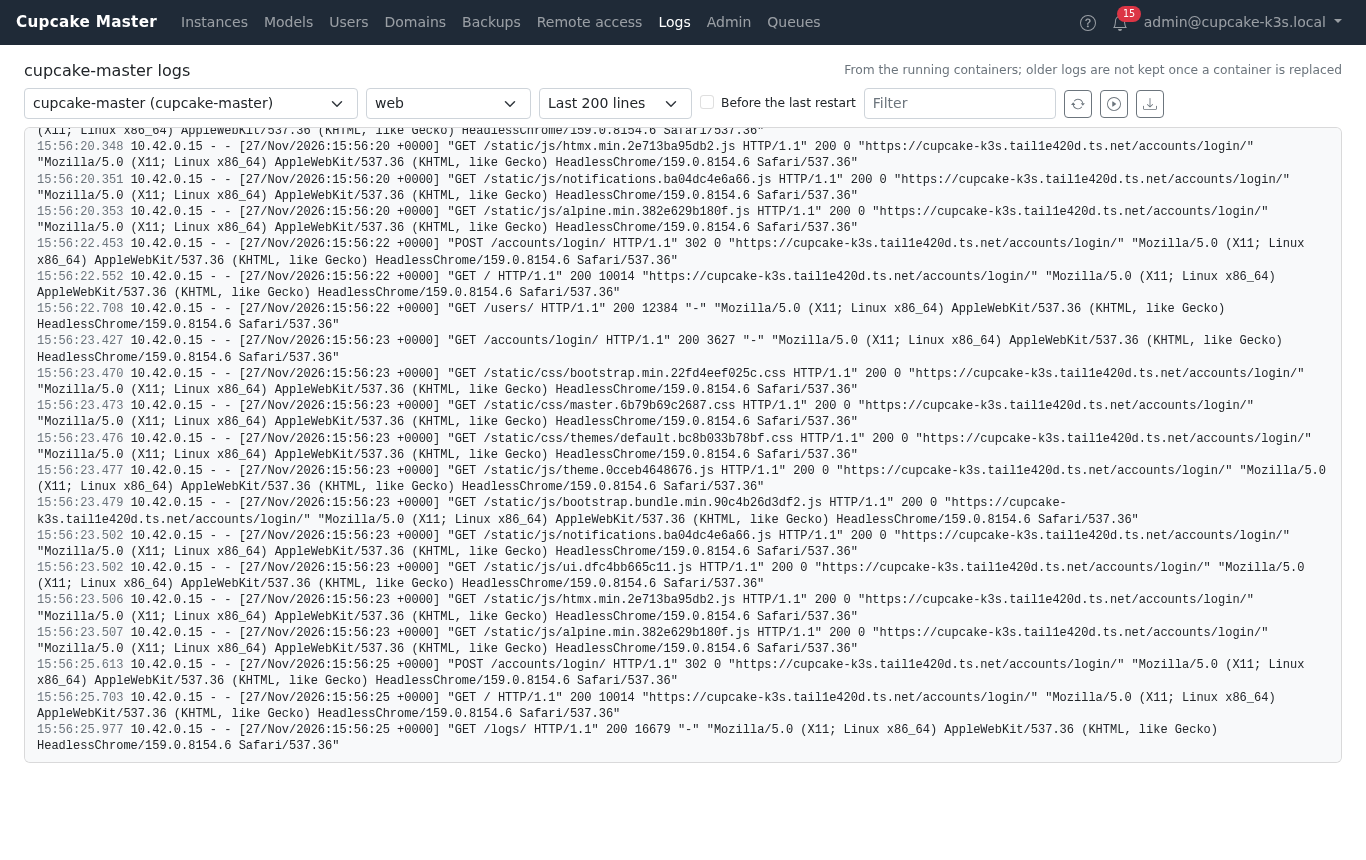 Cupcake Master Instances Models Users Domains Backups Remote access Logs Admin Queues 15 admin@cupcake-k3s.local
cupcake-master logs From the running containers; older logs are not kept once a container is replaced
cupcake-master (cupcake-master) web Last 200 lines Before the last restart Filter
(X11; Linux x86_64) AppleWebKit/537.36 (KHTML, like Gecko) HeadlessChrome/159.0.8154.6 Safari/537.36"
15:56:20.348 10.42.0.15 - - [27/Nov/2026:15:56:20 +0000] "GET /static/js/htmx.min.2e713ba95db2.js HTTP/1.1" 200 0 "https://cupcake-k3s.tail1e420d.ts.net/accounts/login/"
"Mozilla/5.0 (X11; Linux x86_64) AppleWebKit/537.36 (KHTML, like Gecko) HeadlessChrome/159.0.8154.6 Safari/537.36"
15:56:20.351 10.42.0.15 - - [27/Nov/2026:15:56:20 +0000] "GET /static/js/notifications.ba04dc4e6a66.js HTTP/1.1" 200 0 "https://cupcake-k3s.tail1e420d.ts.net/accounts/login/"
"Mozilla/5.0 (X11; Linux x86_64) AppleWebKit/537.36 (KHTML, like Gecko) HeadlessChrome/159.0.8154.6 Safari/537.36"
15:56:20.353 10.42.0.15 - - [27/Nov/2026:15:56:20 +0000] "GET /static/js/alpine.min.382e629b180f.js HTTP/1.1" 200 0 "https://cupcake-k3s.tail1e420d.ts.net/accounts/login/"
"Mozilla/5.0 (X11; Linux x86_64) AppleWebKit/537.36 (KHTML, like Gecko) HeadlessChrome/159.0.8154.6 Safari/537.36"
15:56:22.453 10.42.0.15 - - [27/Nov/2026:15:56:22 +0000] "POST /accounts/login/ HTTP/1.1" 302 0 "https://cupcake-k3s.tail1e420d.ts.net/accounts/login/" "Mozilla/5.0 (X11; Linux
x86_64) AppleWebKit/537.36 (KHTML, like Gecko) HeadlessChrome/159.0.8154.6 Safari/537.36"
15:56:22.552 10.42.0.15 - - [27/Nov/2026:15:56:22 +0000] "GET / HTTP/1.1" 200 10014 "https://cupcake-k3s.tail1e420d.ts.net/accounts/login/" "Mozilla/5.0 (X11; Linux x86_64)
AppleWebKit/537.36 (KHTML, like Gecko) HeadlessChrome/159.0.8154.6 Safari/537.36"
15:56:22.708 10.42.0.15 - - [27/Nov/2026:15:56:22 +0000] "GET /users/ HTTP/1.1" 200 12384 "-" "Mozilla/5.0 (X11; Linux x86_64) AppleWebKit/537.36 (KHTML, like Gecko)
HeadlessChrome/159.0.8154.6 Safari/537.36"
15:56:23.427 10.42.0.15 - - [27/Nov/2026:15:56:23 +0000] "GET /accounts/login/ HTTP/1.1" 200 3627 "-" "Mozilla/5.0 (X11; Linux x86_64) AppleWebKit/537.36 (KHTML, like Gecko)
HeadlessChrome/159.0.8154.6 Safari/537.36"
15:56:23.470 10.42.0.15 - - [27/Nov/2026:15:56:23 +0000] "GET /static/css/bootstrap.min.22fd4eef025c.css HTTP/1.1" 200 0 "https://cupcake-k3s.tail1e420d.ts.net/accounts/login/"
"Mozilla/5.0 (X11; Linux x86_64) AppleWebKit/537.36 (KHTML, like Gecko) HeadlessChrome/159.0.8154.6 Safari/537.36"
15:56:23.473 10.42.0.15 - - [27/Nov/2026:15:56:23 +0000] "GET /static/css/master.6b79b69c2687.css HTTP/1.1" 200 0 "https://cupcake-k3s.tail1e420d.ts.net/accounts/login/"
"Mozilla/5.0 (X11; Linux x86_64) AppleWebKit/537.36 (KHTML, like Gecko) HeadlessChrome/159.0.8154.6 Safari/537.36"
15:56:23.476 10.42.0.15 - - [27/Nov/2026:15:56:23 +0000] "GET /static/css/themes/default.bc8b033b78bf.css HTTP/1.1" 200 0 "https://cupcake-k3s.tail1e420d.ts.net/accounts/login/"
"Mozilla/5.0 (X11; Linux x86_64) AppleWebKit/537.36 (KHTML, like Gecko) HeadlessChrome/159.0.8154.6 Safari/537.36"
15:56:23.477 10.42.0.15 - - [27/Nov/2026:15:56:23 +0000] "GET /static/js/theme.0cceb4648676.js HTTP/1.1" 200 0 "https://cupcake-k3s.tail1e420d.ts.net/accounts/login/" "Mozilla/5.0
(X11; Linux x86_64) AppleWebKit/537.36 (KHTML, like Gecko) HeadlessChrome/159.0.8154.6 Safari/537.36"
15:56:23.479 10.42.0.15 - - [27/Nov/2026:15:56:23 +0000] "GET /static/js/bootstrap.bundle.min.90c4b26d3df2.js HTTP/1.1" 200 0 "https://cupcake-
k3s.tail1e420d.ts.net/accounts/login/" "Mozilla/5.0 (X11; Linux x86_64) AppleWebKit/537.36 (KHTML, like Gecko) HeadlessChrome/159.0.8154.6 Safari/537.36"
15:56:23.502 10.42.0.15 - - [27/Nov/2026:15:56:23 +0000] "GET /static/js/notifications.ba04dc4e6a66.js HTTP/1.1" 200 0 "https://cupcake-k3s.tail1e420d.ts.net/accounts/login/"
"Mozilla/5.0 (X11; Linux x86_64) AppleWebKit/537.36 (KHTML, like Gecko) HeadlessChrome/159.0.8154.6 Safari/537.36"
15:56:23.502 10.42.0.15 - - [27/Nov/2026:15:56:23 +0000] "GET /static/js/ui.dfc4bb665c11.js HTTP/1.1" 200 0 "https://cupcake-k3s.tail1e420d.ts.net/accounts/login/" "Mozilla/5.0
(X11; Linux x86_64) AppleWebKit/537.36 (KHTML, like Gecko) HeadlessChrome/159.0.8154.6 Safari/537.36"
15:56:23.506 10.42.0.15 - - [27/Nov/2026:15:56:23 +0000] "GET /static/js/htmx.min.2e713ba95db2.js HTTP/1.1" 200 0 "https://cupcake-k3s.tail1e420d.ts.net/accounts/login/"
"Mozilla/5.0 (X11; Linux x86_64) AppleWebKit/537.36 (KHTML, like Gecko) HeadlessChrome/159.0.8154.6 Safari/537.36"
15:56:23.507 10.42.0.15 - - [27/Nov/2026:15:56:23 +0000] "GET /static/js/alpine.min.382e629b180f.js HTTP/1.1" 200 0 "https://cupcake-k3s.tail1e420d.ts.net/accounts/login/"
"Mozilla/5.0 (X11; Linux x86_64) AppleWebKit/537.36 (KHTML, like Gecko) HeadlessChrome/159.0.8154.6 Safari/537.36"
15:56:25.613 10.42.0.15 - - [27/Nov/2026:15:56:25 +0000] "POST /accounts/login/ HTTP/1.1" 302 0 "https://cupcake-k3s.tail1e420d.ts.net/accounts/login/" "Mozilla/5.0 (X11; Linux
x86_64) AppleWebKit/537.36 (KHTML, like Gecko) HeadlessChrome/159.0.8154.6 Safari/537.36"
15:56:25.703 10.42.0.15 - - [27/Nov/2026:15:56:25 +0000] "GET / HTTP/1.1" 200 10014 "https://cupcake-k3s.tail1e420d.ts.net/accounts/login/" "Mozilla/5.0 (X11; Linux x86_64)
AppleWebKit/537.36 (KHTML, like Gecko) HeadlessChrome/159.0.8154.6 Safari/537.36"
15:56:25.977 10.42.0.15 - - [27/Nov/2026:15:56:25 +0000] "GET /logs/ HTTP/1.1" 200 16679 "-" "Mozilla/5.0 (X11; Linux x86_64) AppleWebKit/537.36 (KHTML, like Gecko)
HeadlessChrome/159.0.8154.6 Safari/537.36"